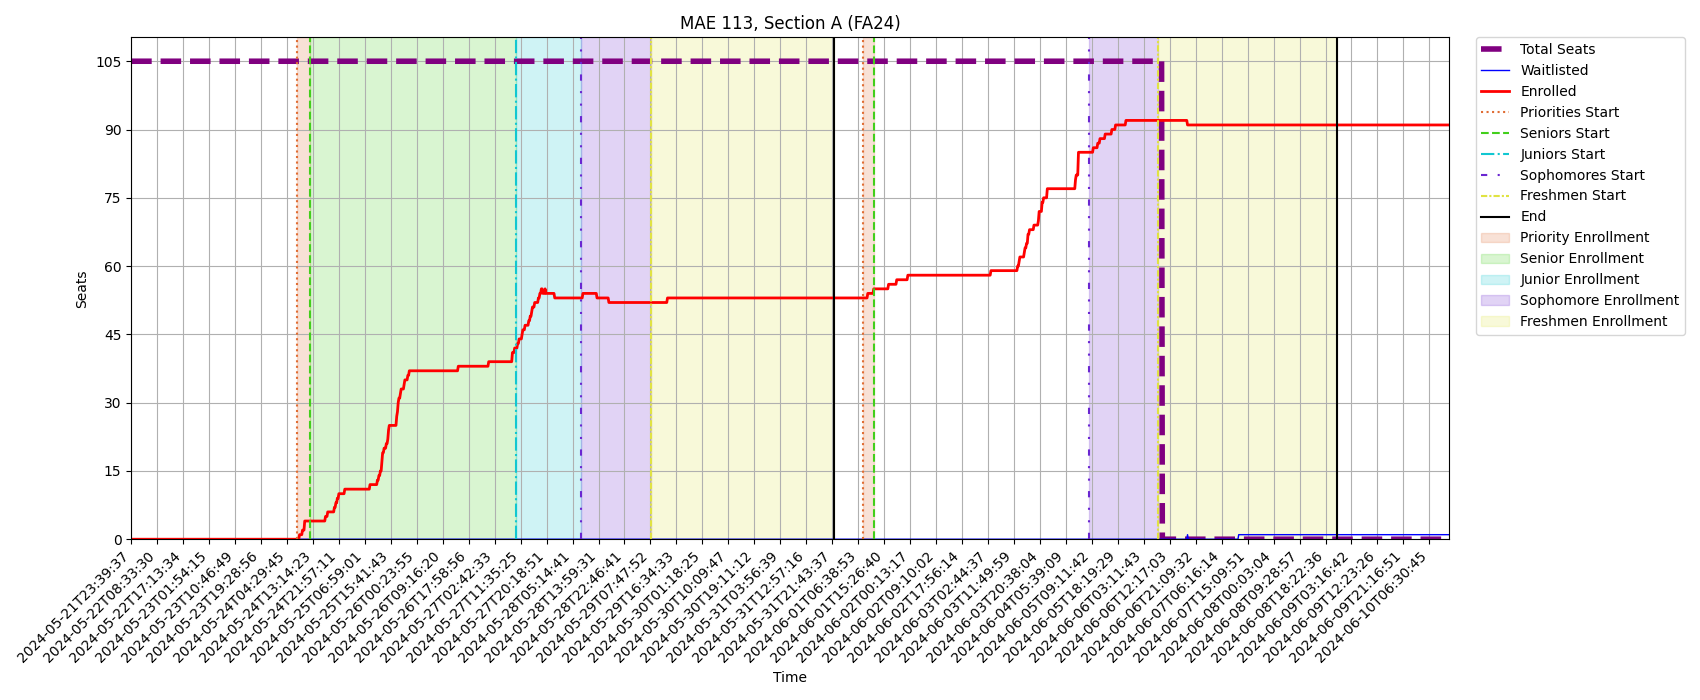 MAE 113, Section A (FA24)
Seats
105
90
75
60
45
30
15
0
2024-05-21T23:39:37
2024-05-22T08:33:30
2024-05-22T17:13:34
2024-05-23T01:54:15
2024-05-23T10:46:49
2024-05-23T19:28:56
2024-05-24T04:29:45
2024-05-24T13:14:23
2024-05-24T21:57:11
2024-05-25T06:59:01
2024-05-25T15:41:43
2024-05-26T00:23:55
2024-05-26T09:16:20
2024-05-26T17:58:56
2024-05-27T02:42:33
2024-05-27T11:35:25
2024-05-27T20:18:51
2024-05-28T05:14:41
2024-05-28T13:59:31
2024-05-28T22:46:41
2024-05-29T07:47:52
2024-05-29T16:34:33
2024-05-30T01:18:25
2024-05-30T10:09:47
2024-05-30T19:11:12
2024-05-31T03:56:39
2024-05-31T12:57:16
2024-05-31T21:43:37
2024-06-01T06:38:53
2024-06-01T15:26:40
2024-06-02T00:13:17
2024-06-02T09:10:02
2024-06-02T17:56:14
2024-06-03T02:44:37
2024-06-03T11:49:59
2024-06-03T20:38:04
2024-06-04T05:39:09
2024-06-05T09:11:42
2024-06-05T18:19:29
2024-06-06T03:11:43
2024-06-06T12:17:03
2024-06-06T21:09:32
2024-06-07T06:16:14
2024-06-07T15:09:51
2024-06-08T00:03:04
2024-06-08T09:28:57
2024-06-08T18:22:36
2024-06-09T03:16:42
2024-06-09T12:23:26
2024-06-09T21:16:51
2024-06-10T06:30:45
Time
Total Seats
Waitlisted
Enrolled
Priorities Start
Seniors Start
Juniors Start
Sophomores Start
Freshmen Start
End
Priority Enrollment
Senior Enrollment
Junior Enrollment
Sophomore Enrollment
Freshmen Enrollment